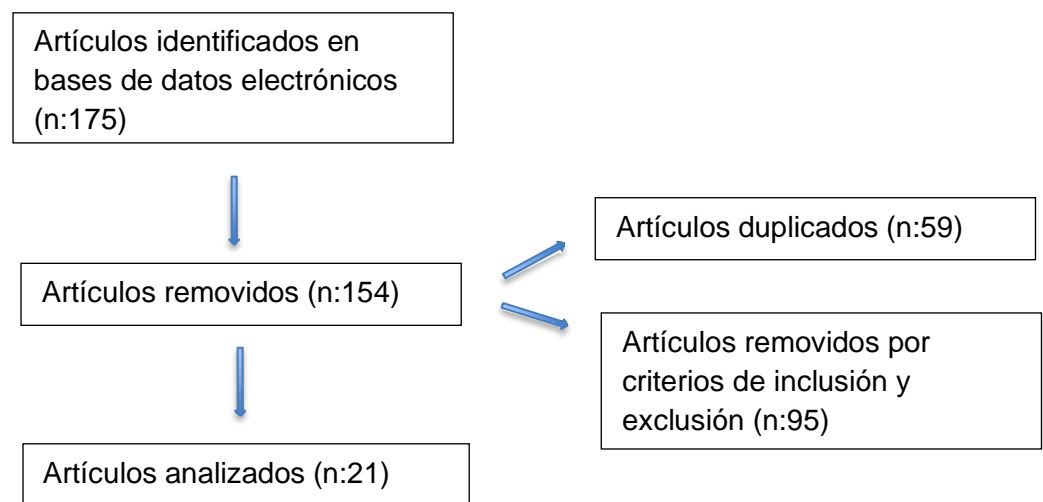 Artículos identificados en
bases de datos electrónicos
(n:175)
Artículos duplicados (n:59)
Artículos removidos (n:154)
Artículos removidos por
criterios de inclusión y
exclusión (n:95)
Artículos analizados (n:21)